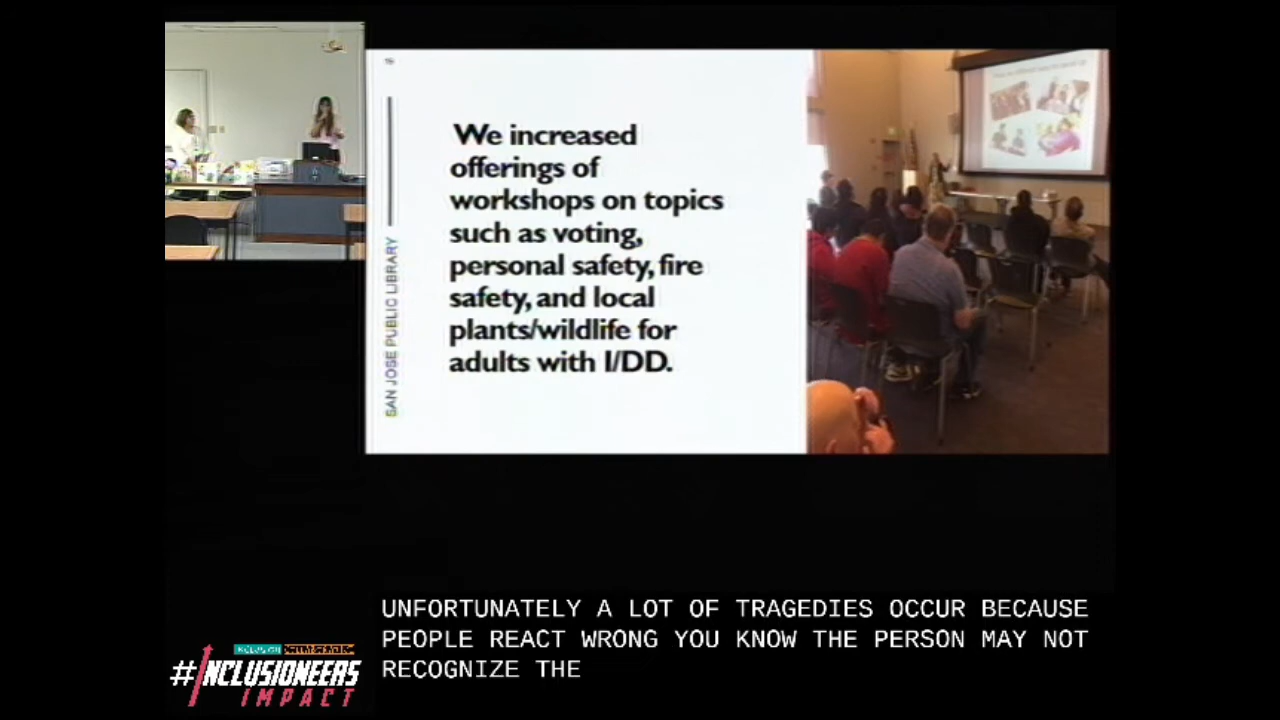 We increased
offerings of
workshops on topics
such as voting,
personal safety, fire
safety, and local
plants/wildlife for
adults with I/DD.
SAN JOSE PUBLIC LIBRARY
UNFORTUNATELY A LOT OF TRAGEDIES OCCUR BECAUSE
PEOPLE REACT WRONG YOU KNOW THE PERSON MAY NOT
RECOGNIZE THE
#INCLUSIONEERS
IMPACT